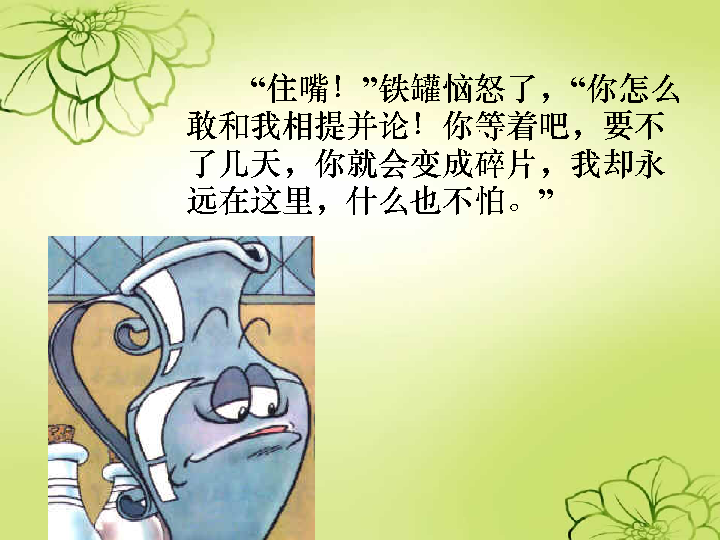 “住嘴！”铁罐恼怒了，“你怎么
敢和我相提并论！你等着吧，要不
了几天，你就会变成碎片，我却永
远在这里，什么也不怕。”